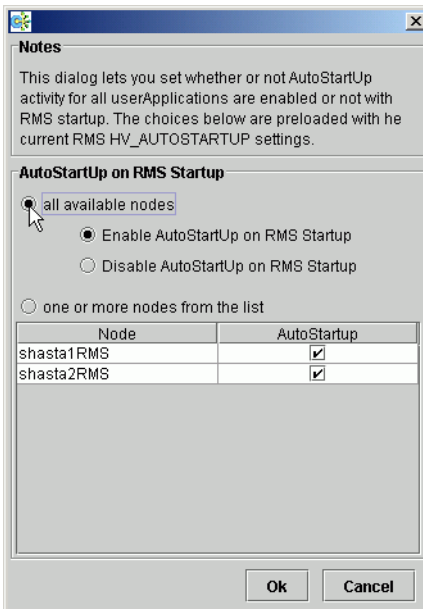 Notes
This dialog lets you set whether or not AutoStartUp
activity for all userApplications are enabled or not with
RMS startup. The choices below are preloaded with he
current RMS HV_AUTOSTARTUP settings.
AutoStartUp on RMS Startup
all available nodes
Enable AutoStartUp on RMS Startup
Disable AutoStartUp on RMS Startup
one or more nodes from the list
Node AutoStartup
shasta1RMS
shasta2RMS
Ok Cancel